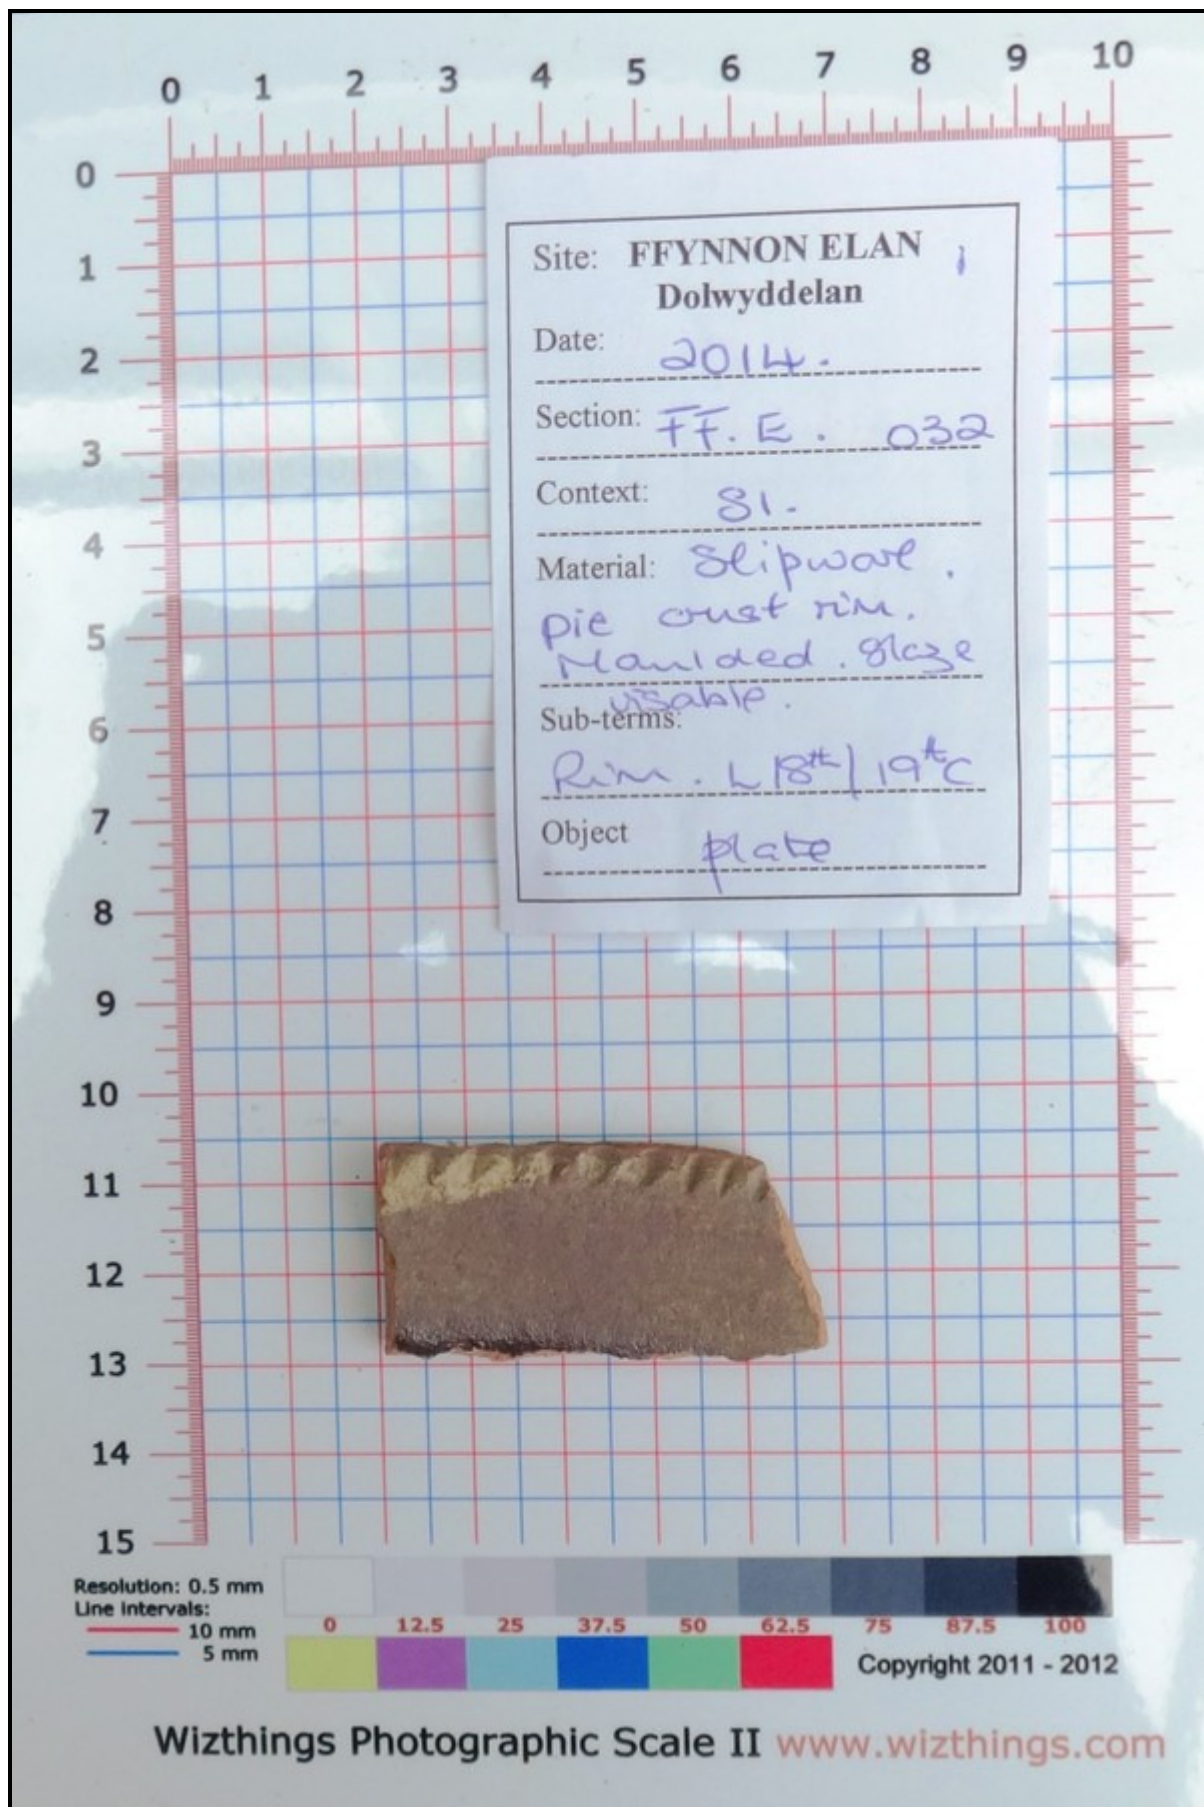 0 1 2 3 4 5 6 7 8 9 10
0
1
2
3
4
5
6
7
8
9
10
11
12
13
14
15
Site: FFYNNON ELAN
Dolwyddelan
Date: 2014.
Section: FF. E. 032
Context: S1.
Material: Slipware.
pie crust rim.
Moulded. glaze
visable.
Sub-terms:
Rim. L 18th/19thC
Object plate
Resolution: 0.5 mm
Line intervals:
10 mm
5 mm
0 12.5 25 37.5 50 62.5 75 87.5 100
Copyright 2011 - 2012
Wizthings Photographic Scale II www.wizthings.com